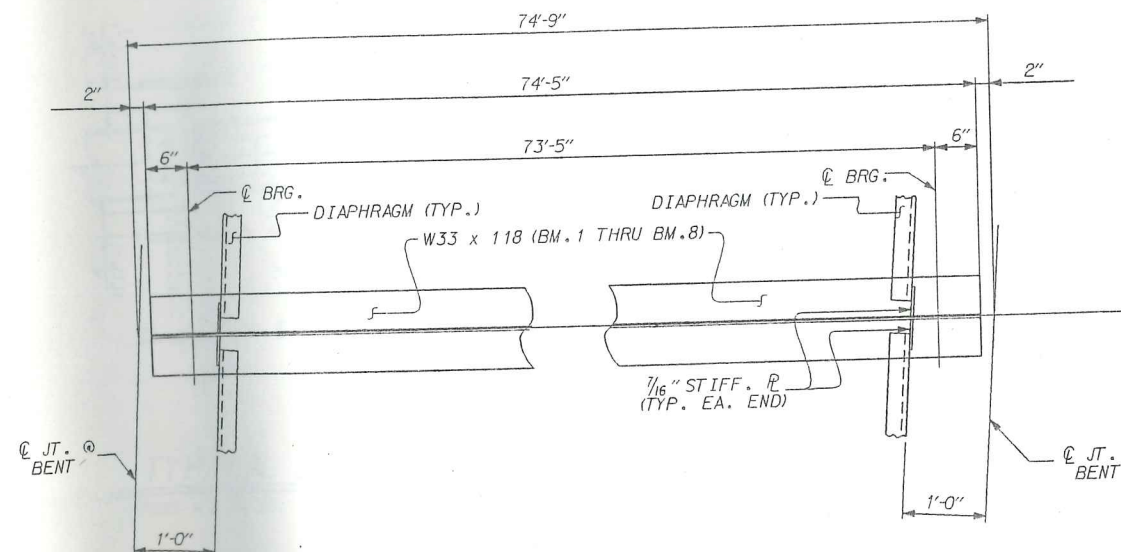 74'-9"
2"
74'-5"
2"
6"
73'-5"
6"
℄ BRG.
℄ BRG.
DIAPHRAGM (TYP.)
DIAPHRAGM (TYP.)
W33 x 118 (BM.1 THRU BM.8)
7/16" STIFF. ℄
(TYP. EA. END)
℄ JT. @
BENT
℄ JT.
BENT
1'-0"
1'-0"